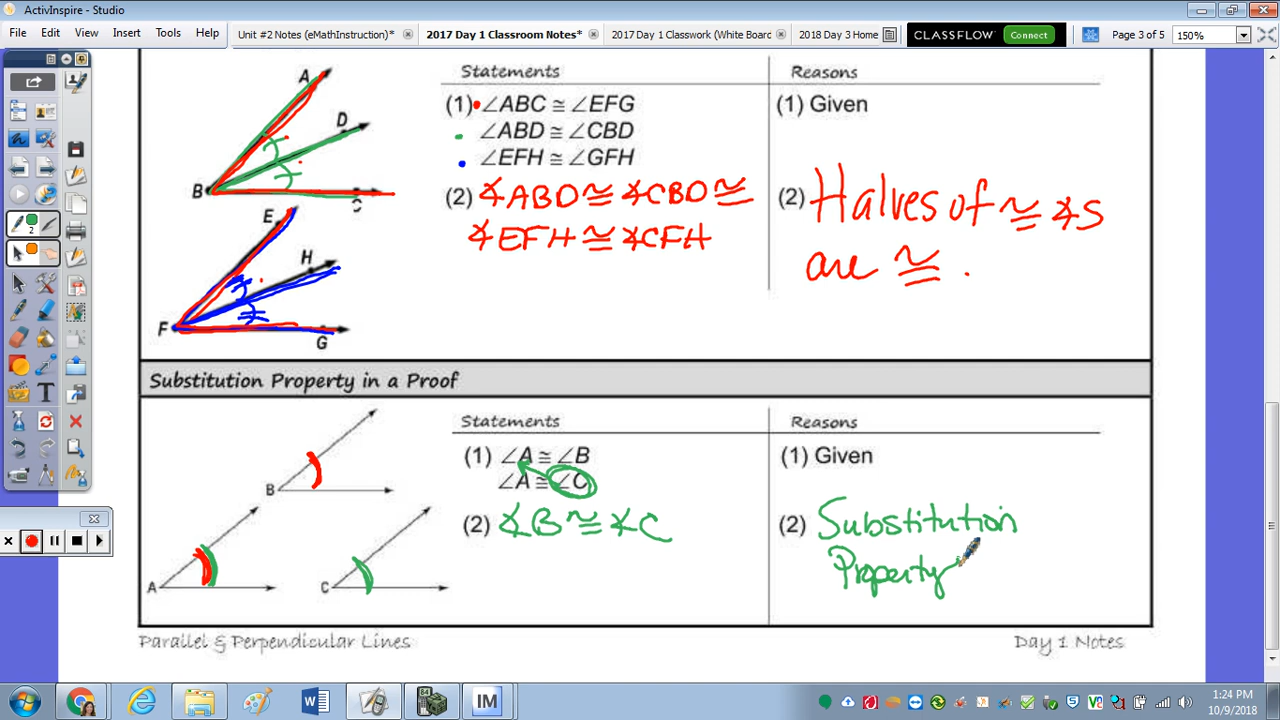 ActivInspire - Studio
File Edit View Insert Tools Help
Unit #2 Notes (eMathInstruction)*
2017 Day 1 Classroom Notes*
2017 Day 1 Classwork (White Board
2018 Day 3 Home
CLASSFLOW Connect
Page 3 of 5
150%
A
D
B
C
E
H
F
G
Statements
Reasons
(1) ∠ABC ≅ ∠EFG
(1) Given
∠ABD ≅ ∠CBD
∠EFH ≅ ∠GFH
(2) ∡ABD ≅ ∡CBD ≅
∡EFH ≅ ∡CFH
(2) Halves of ≅ ∡S
are ≅ .
Substitution Property in a Proof
B
A
C
Statements
Reasons
(1) ∠A ≅ ∠B
(1) Given
∠A ≅ ∠C
(2) ∡B ≅ ∡C
(2) Substitution
Property
Parallel & Perpendicular Lines
Day 1 Notes
2
T
W
IM
1:24 PM
10/9/2018